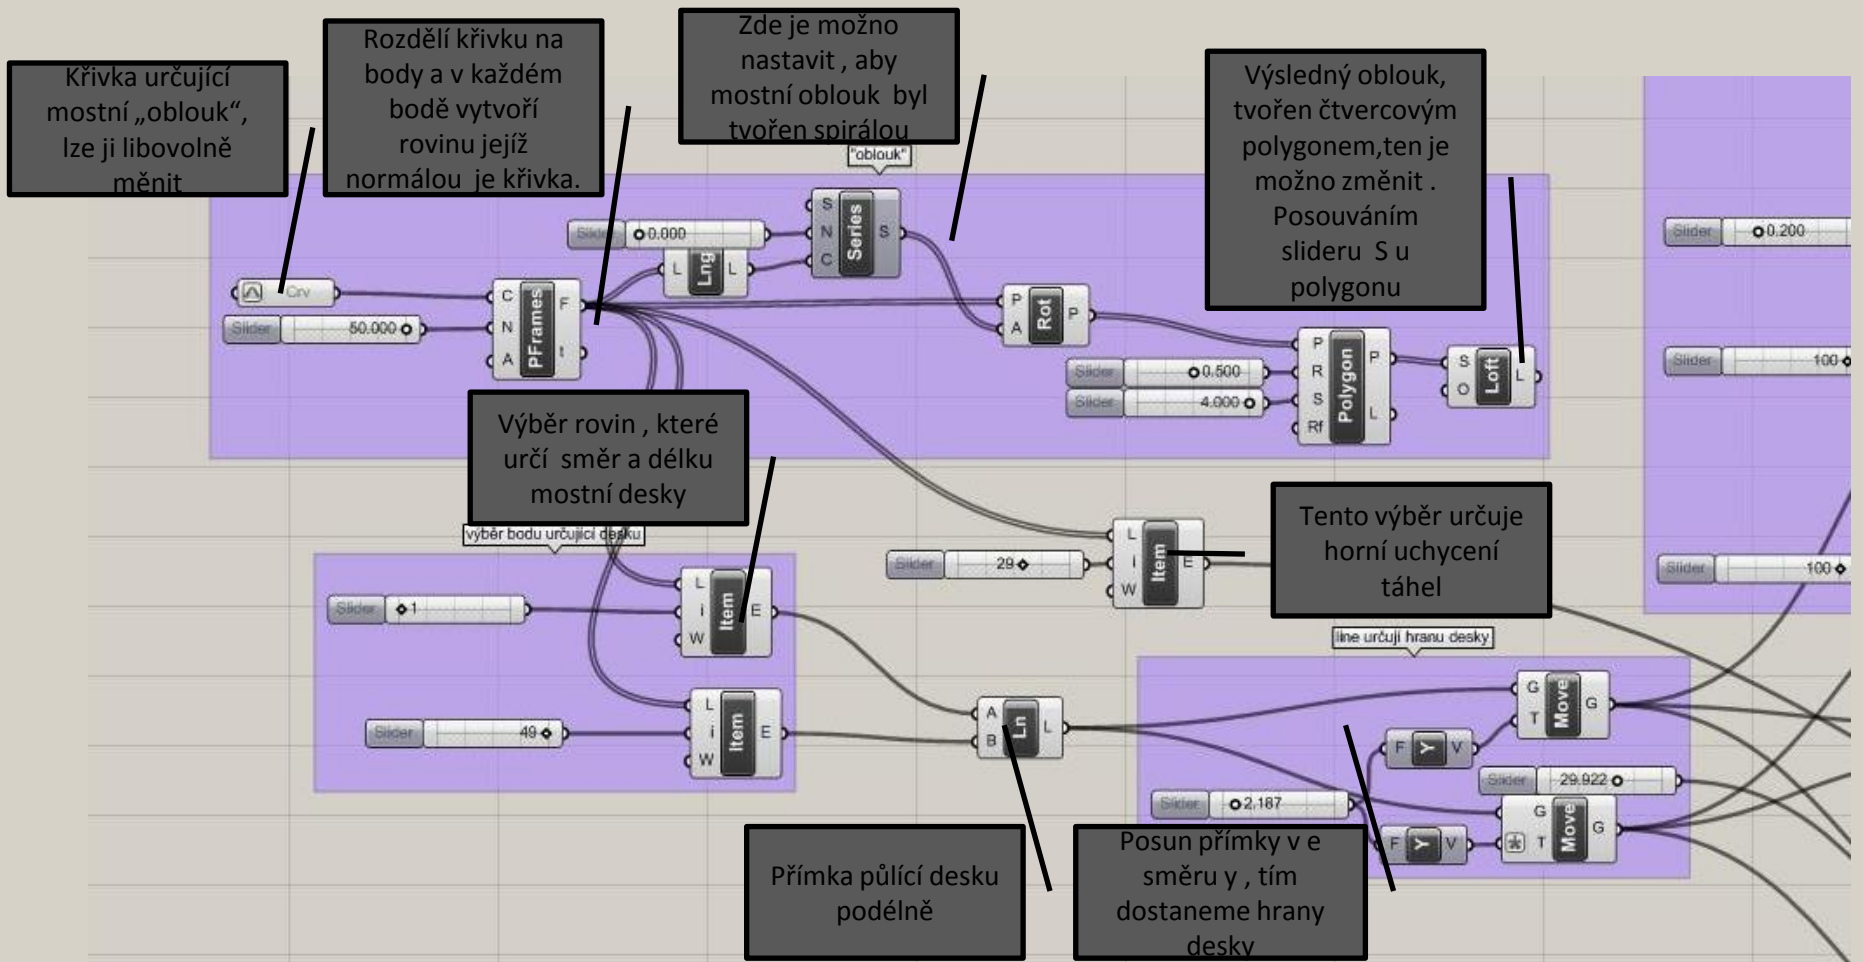 Křivka určující
mostní „oblouk“,
lze ji libovolně
měnit
Rozdělí křivku na
body a v každém
bodě vytvoří
rovinu jejíž
normálou je křivka.
Zde je možno
nastavit , aby
mostní oblouk byl
tvořen spirálou
Výsledný oblouk,
tvořen čtvercovým
polygonem,ten je
možno změnit .
Posouváním
slideru S u
polygonu
"oblouk"
Slider 0.000
L Lng L
S N C Series S
Crv
Slider 50.000
C N A PFrames F t
P A Rot P
Slider 0.500
Slider 4.000
P R S Rf Polygon P L
S O Loft L
Slider 0.200
Slider 100
Slider 100
Výběr rovin , které
určí směr a délku
mostní desky
výběr bodu určující desku
Slider 1
L i W Item E
Slider 49
L i W Item E
Slider 29
L i W Item E
Tento výběr určuje
horní uchycení
táhel
line určují hranu desky
A B Ln L
G T Move G
F Y V
Slider 29.922
Slider 2.187
F Y V
G T Move G
Přímka půlící desku
podélně
Posun přímky v e
směru y , tím
dostaneme hrany
desky